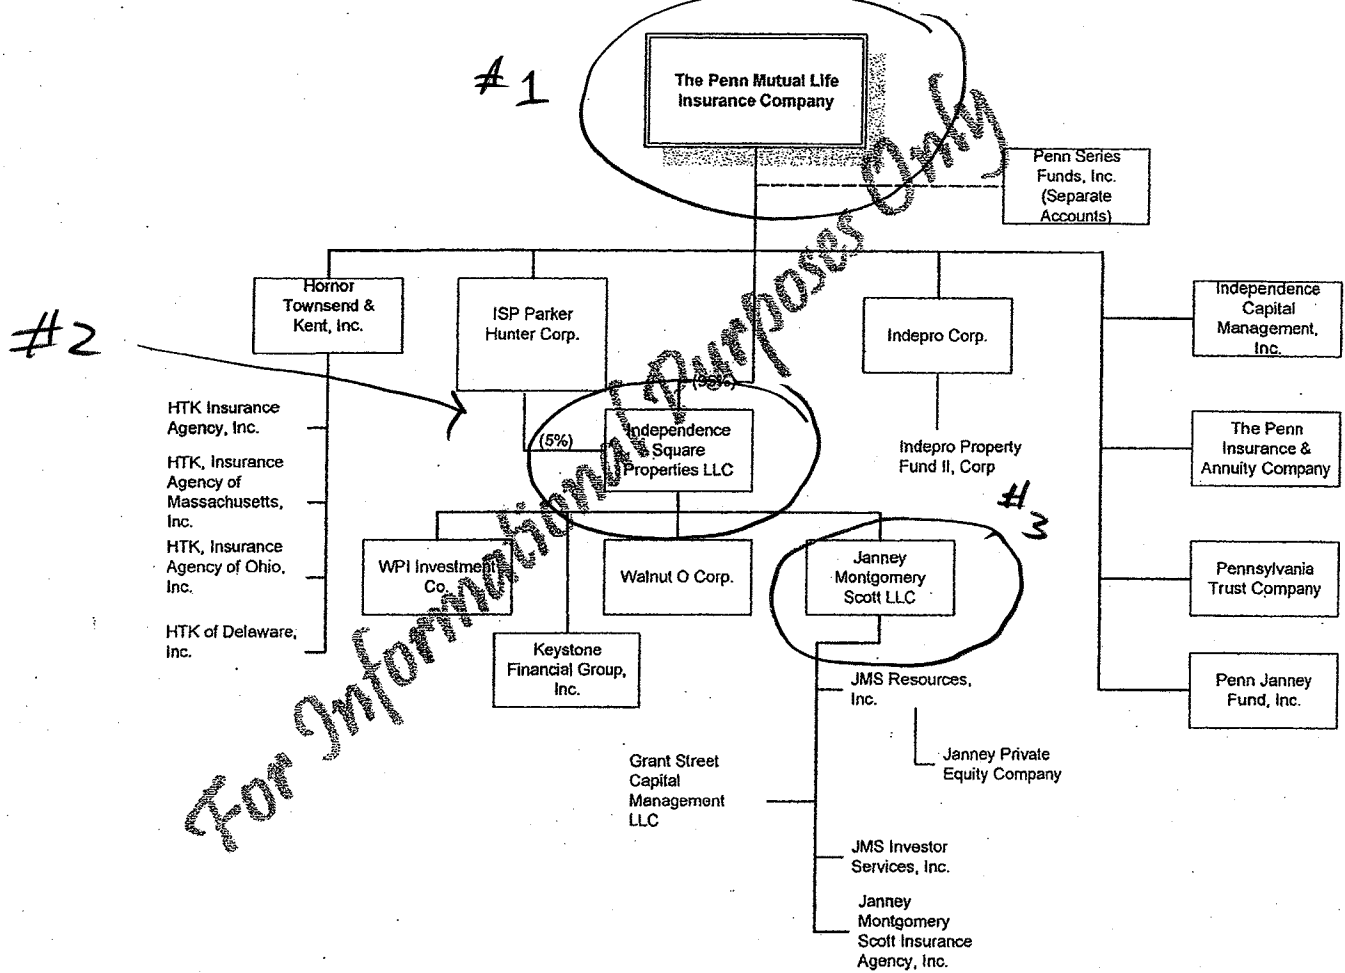 #1
The Penn Mutual Life
Insurance Company
Penn Series
Funds, Inc.
(Separate
Accounts)
Hornor
Townsend &
Kent, Inc.
ISP Parker
Hunter Corp.
Indepro Corp.
Independence
Capital
Management,
Inc.
#2
(95%)
(5%)
Independence
Square
Properties LLC
HTK Insurance
Agency, Inc.
HTK, Insurance
Agency of
Massachusetts,
Inc.
HTK, Insurance
Agency of Ohio,
Inc.
HTK of Delaware,
Inc.
Indepro Property
Fund II, Corp
The Penn
Insurance &
Annuity Company
#3
WPI Investment
Co.
Walnut O Corp.
Janney
Montgomery
Scott LLC
Pennsylvania
Trust Company
Keystone
Financial Group,
Inc.
Penn Janney
Fund, Inc.
JMS Resources,
Inc.
Janney Private
Equity Company
Grant Street
Capital
Management
LLC
JMS Investor
Services, Inc.
Janney
Montgomery
Scott Insurance
Agency, Inc.
For Informational Purposes Only